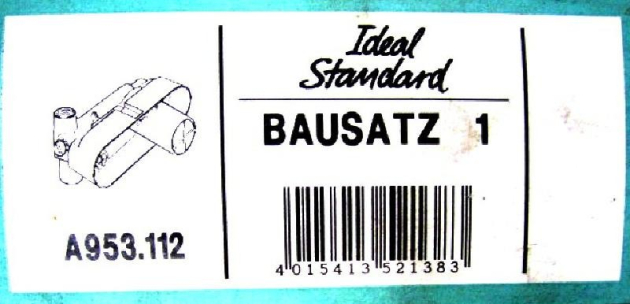 Ideal
Standard
BAUSATZ 1
A953.112
4 015413 521383